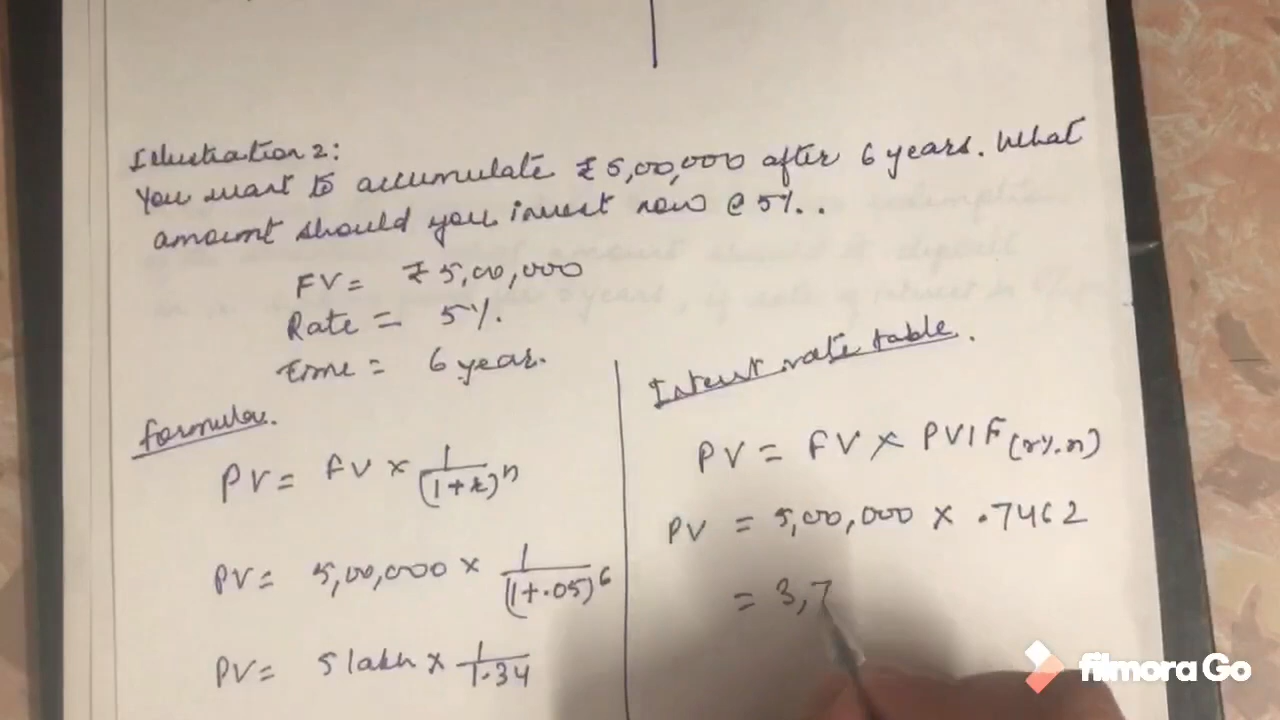 Illustration 2:
You want to accumulate ₹5,00,000 after 6 years. What
amount should you invest now @ 5%..
FV = ₹5,00,000
Rate = 5%.
Time = 6 year.
formula.
PV = FV × 1/(1+r)^n
PV = 5,00,000 × 1/(1+.05)^6
PV = 5 lakh × 1/1.34
Interest rate table.
PV = FV × PVIF(r%.n)
PV = 5,00,000 × .7462
= 3,7
filmora Go